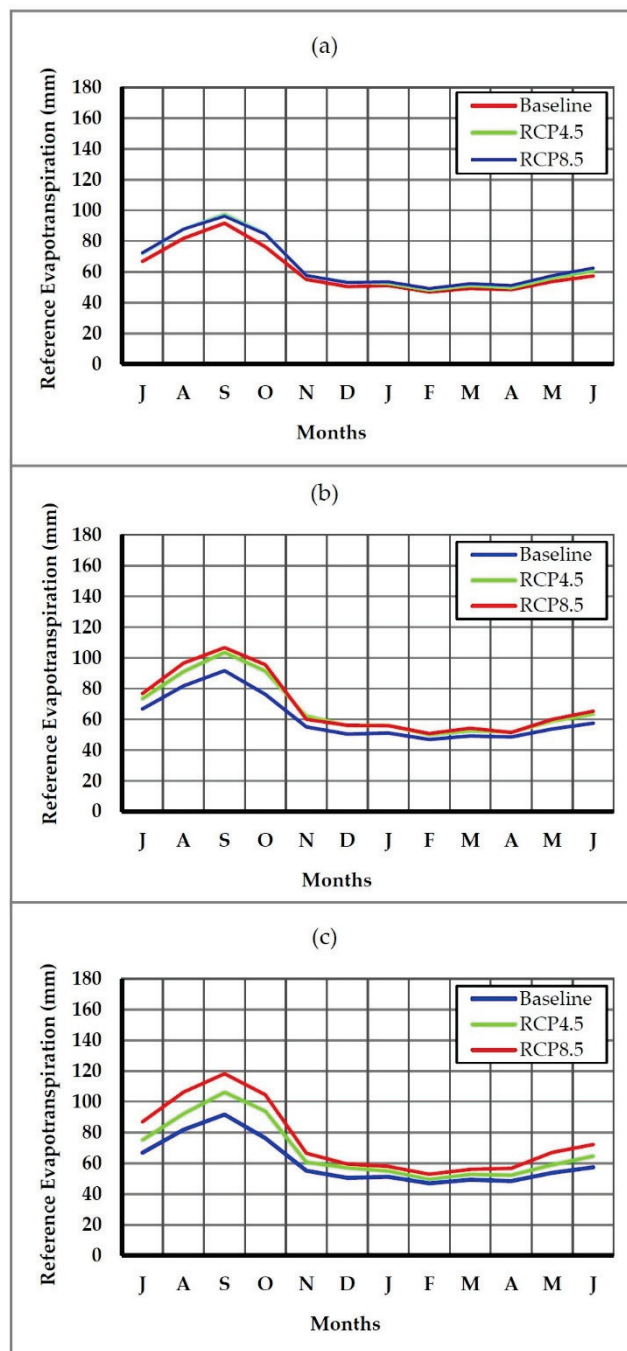 (a)
Reference Evapotranspiration (mm)
180
160
140
120
100
80
60
40
20
0
Baseline
RCP4.5
RCP8.5
J A S O N D J F M A M J
Months
(b)
Reference Evapotranspiration (mm)
180
160
140
120
100
80
60
40
20
0
Baseline
RCP4.5
RCP8.5
J A S O N D J F M A M J
Months
(c)
Reference Evapotranspiration (mm)
180
160
140
120
100
80
60
40
20
0
Baseline
RCP4.5
RCP8.5
J A S O N D J F M A M J
Months